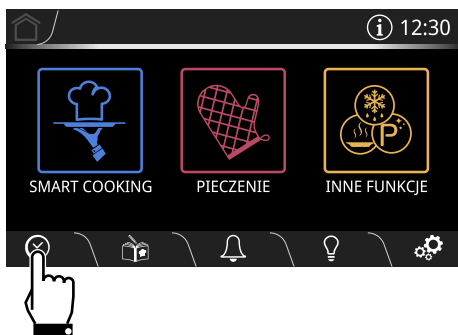 12:30
SMART COOKING
PIECZENIE
INNE FUNKCJE
P